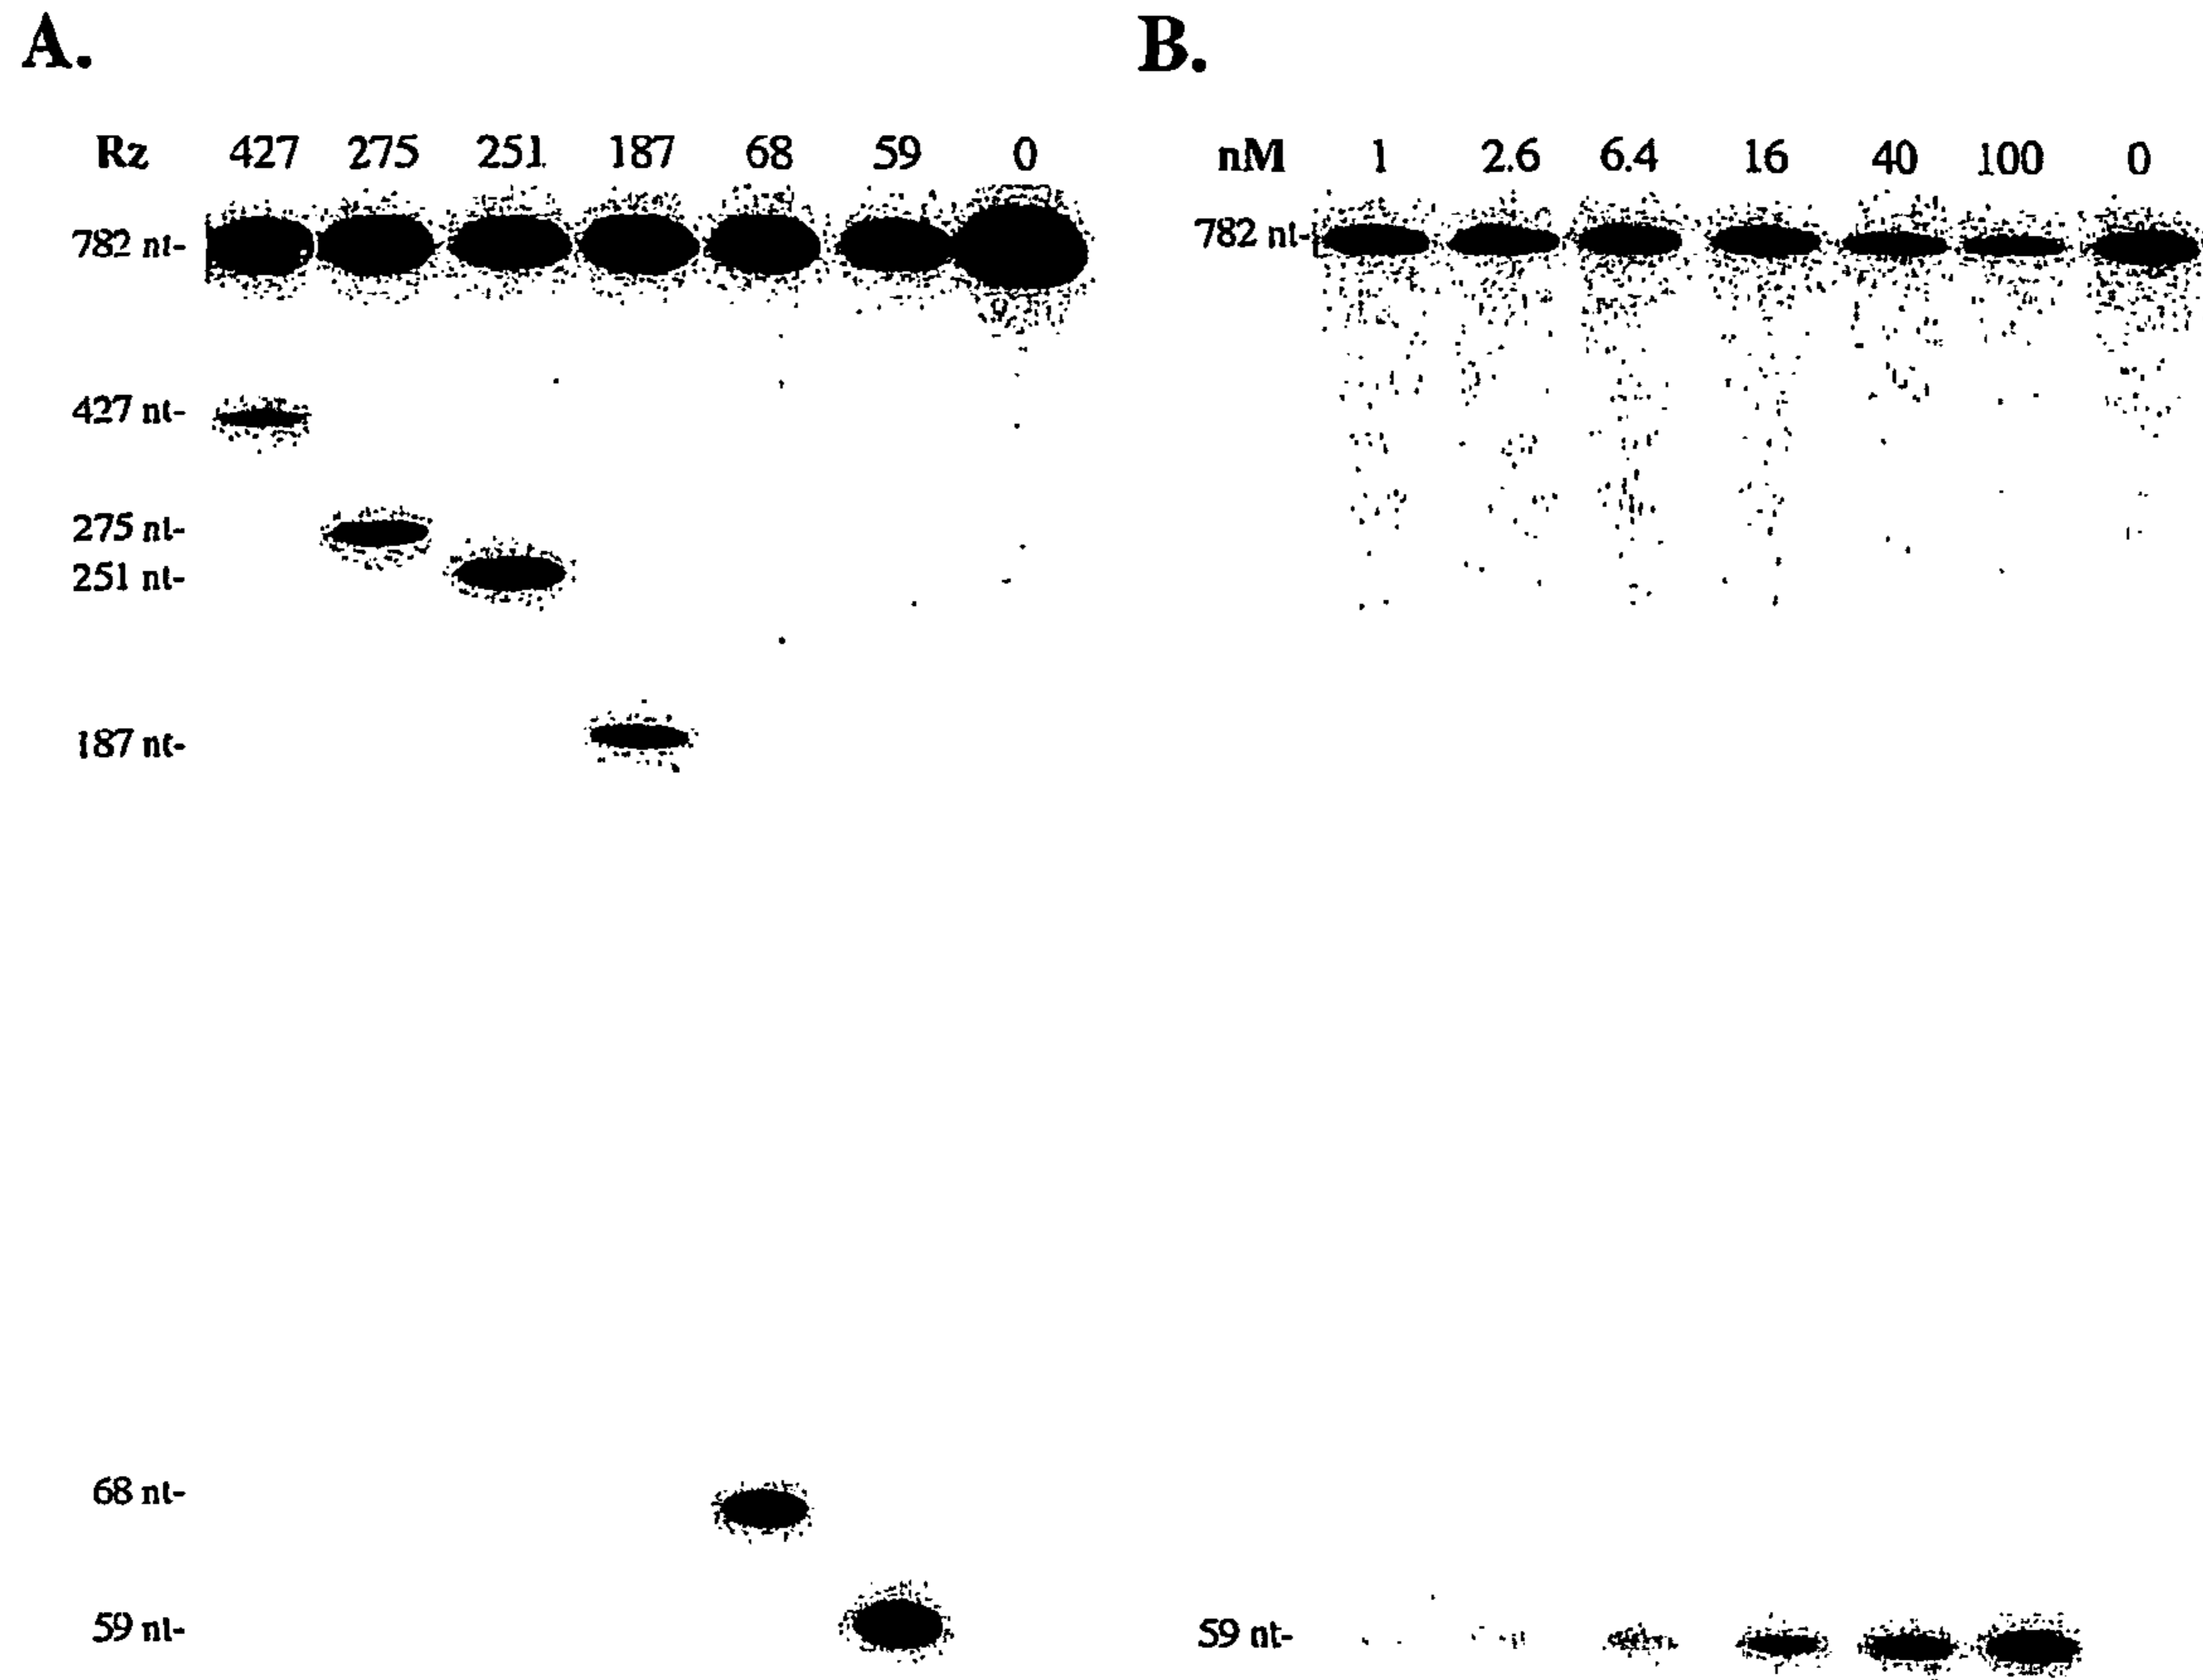 A.
Rz 427 275 251 187 68 59 0
782 nt-
427 nt-
275 nt-
251 nt-
187 nt-
68 nt-
59 nt-
B.
nM 1 2.6 6.4 16 40 100 0
782 nt-
59 nt-